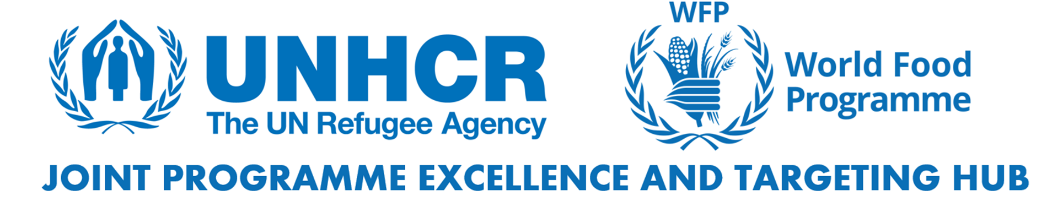 UNHCR
The UN Refugee Agency
WFP
World Food
Programme
JOINT PROGRAMME EXCELLENCE AND TARGETING HUB